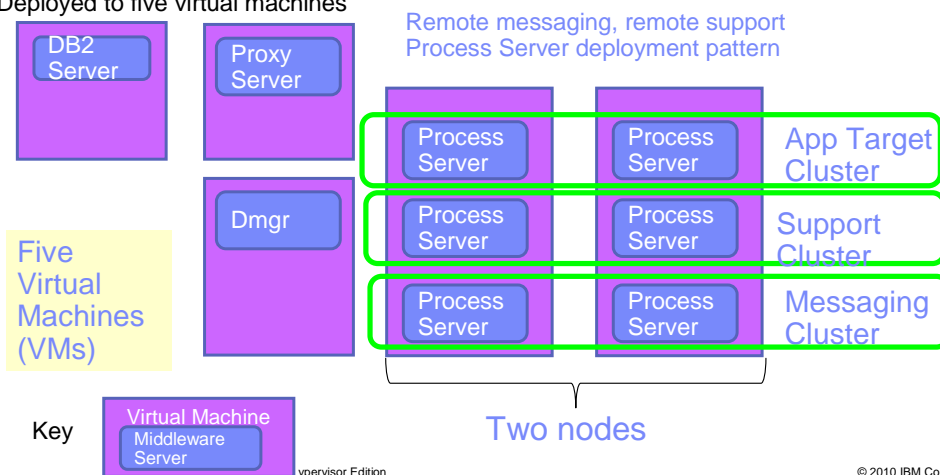 Deployed to five virtual machines
Remote messaging, remote support
Process Server deployment pattern
DB2
Server
Proxy
Server
Process
Server
Process
Server
App Target
Cluster
Dmgr
Process
Server
Process
Server
Support
Cluster
Five
Virtual
Machines
(VMs)
Process
Server
Process
Server
Messaging
Cluster
Two nodes
Key
Virtual Machine
Middleware
Server
ypervisor Edition
© 2010 IBM Co